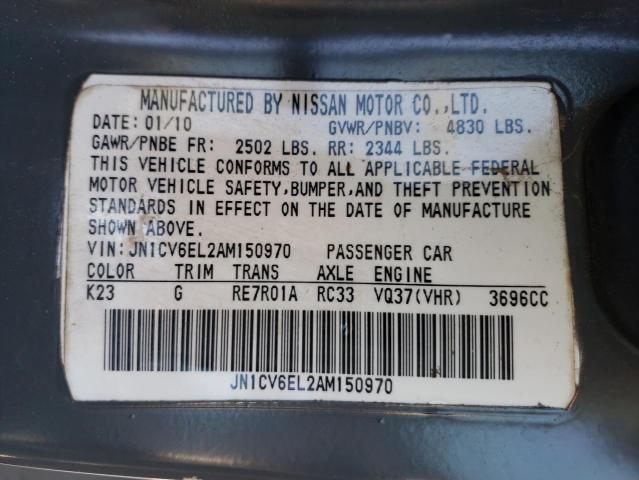 MANUFACTURED BY NISSAN MOTOR CO.,LTD.
DATE: 01/10 GVWR/PNBV: 4830 LBS.
GAWR/PNBE FR: 2502 LBS. RR: 2344 LBS.
THIS VEHICLE CONFORMS TO ALL APPLICABLE FEDERAL
MOTOR VEHICLE SAFETY,BUMPER,AND THEFT PREVENTION
STANDARDS IN EFFECT ON THE DATE OF MANUFACTURE
SHOWN ABOVE.
VIN:JN1CV6EL2AM150970 PASSENGER CAR
COLOR TRIM TRANS AXLE ENGINE
K23 G RE7R01A RC33 VQ37(VHR) 3696CC
JN1CV6EL2AM150970